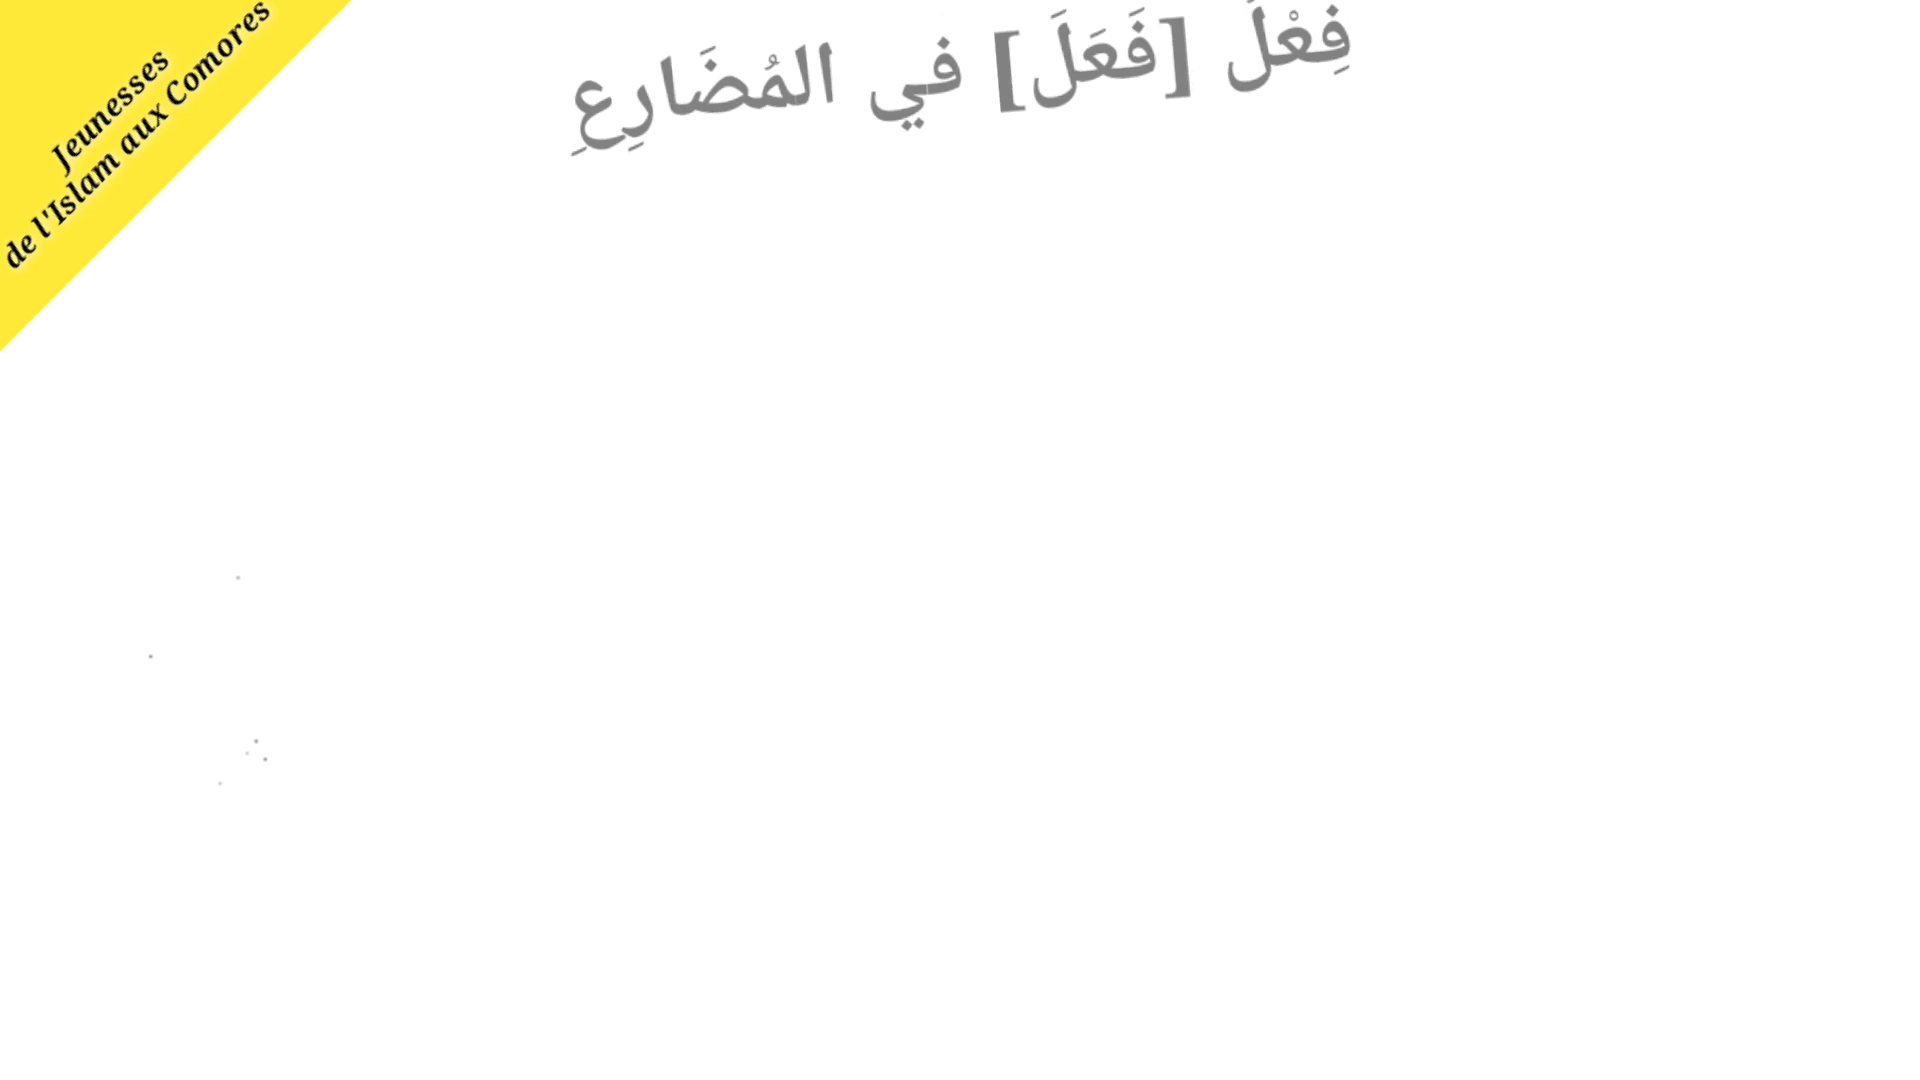 Jeunesses
de l'Islam aux Comores
فِعْلَ [فَعَلَ] في المُضَارِعِ